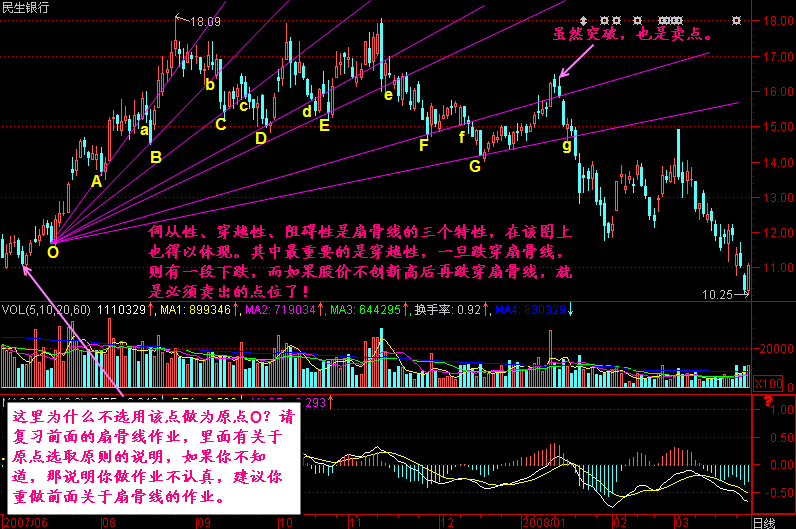 民生银行
18.09
虽然突破，也是卖点。
18.00
17.00
16.00
15.00
14.00
13.00
12.00
11.00
a
b
c
d
e
f
g
A
B
C
D
E
F
G
O
伺从性、穿越性、阻碍性是扇骨线的三个特性，在该图上
也得以体现。其中最重要的是穿越性，一旦跌穿扇骨线，
则有一段下跌，而如果股价不创新高后再跌穿扇骨线，就
是必须卖出的点位了！
10.25
VOL(5,10,20,60) 1110329↑, MA1: 899346↑, MA2: 719034↑, MA3: 644295↑, 换手率: 0.92↑, MA4: 830329↓
20000
X100
0.293↑
?
这里为什么不选用该点做为原点O？请
复习前面的扇骨线作业，里面有关于
原点选取原则的说明，如果你不知
道，那说明你做作业不认真，建议你
重做前面关于扇骨线的作业。
1.00
0.50
0.00
-0.50
2007/06 08 09 10 11 12 2008/01 02 03 日线